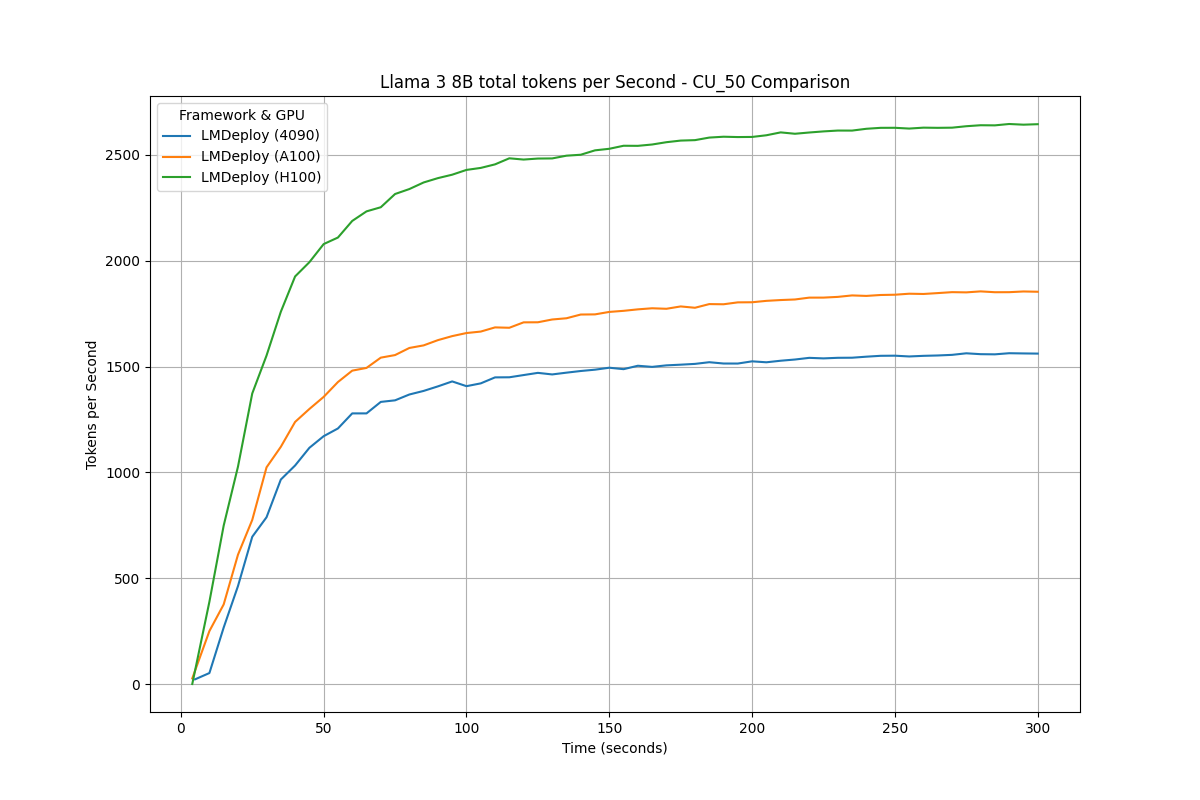 Llama 3 8B total tokens per Second - CU_50 Comparison
Framework & GPU
LMDeploy (4090)
LMDeploy (A100)
LMDeploy (H100)
2500
2000
1500
1000
500
0
Tokens per Second
0 50 100 150 200 250 300
Time (seconds)